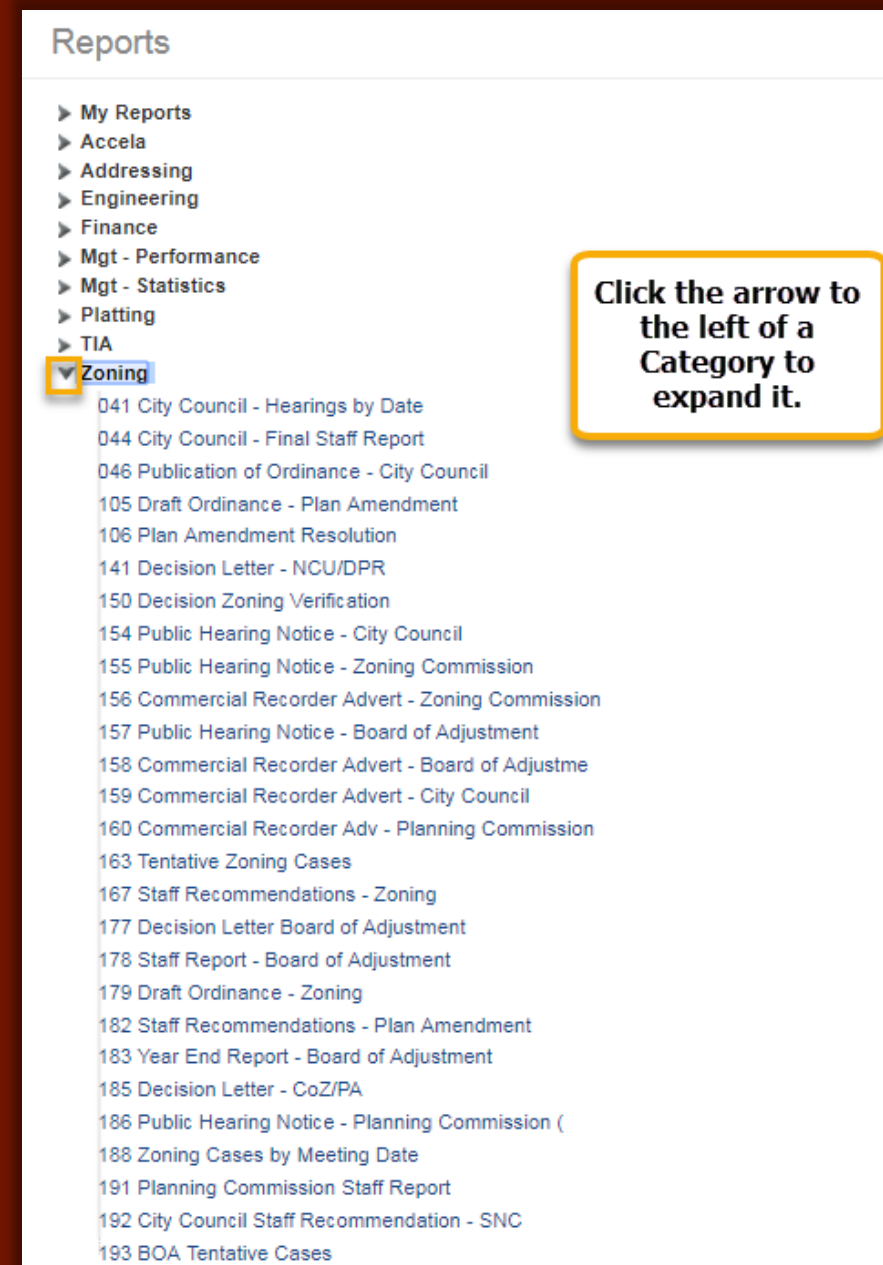 Reports
My Reports
Accela
Addressing
Engineering
Finance
Mgt - Performance
Mgt - Statistics
Platting
TIA
Zoning
Click the arrow to
the left of a
Category to
expand it.
041 City Council - Hearings by Date
044 City Council - Final Staff Report
046 Publication of Ordinance - City Council
105 Draft Ordinance - Plan Amendment
106 Plan Amendment Resolution
141 Decision Letter - NCU/DPR
150 Decision Zoning Verification
154 Public Hearing Notice - City Council
155 Public Hearing Notice - Zoning Commission
156 Commercial Recorder Advert - Zoning Commission
157 Public Hearing Notice - Board of Adjustment
158 Commercial Recorder Advert - Board of Adjustme
159 Commercial Recorder Advert - City Council
160 Commercial Recorder Adv - Planning Commission
163 Tentative Zoning Cases
167 Staff Recommendations - Zoning
177 Decision Letter Board of Adjustment
178 Staff Report - Board of Adjustment
179 Draft Ordinance - Zoning
182 Staff Recommendations - Plan Amendment
183 Year End Report - Board of Adjustment
185 Decision Letter - CoZ/PA
186 Public Hearing Notice - Planning Commission (
188 Zoning Cases by Meeting Date
191 Planning Commission Staff Report
192 City Council Staff Recommendation - SNC
193 BOA Tentative Cases